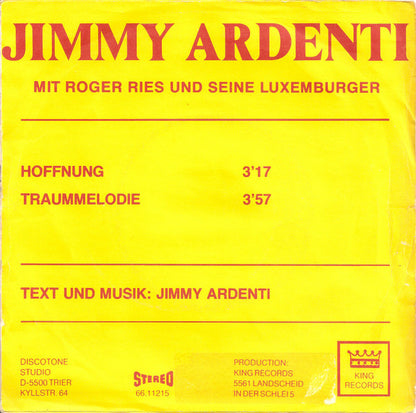 JIMMY ARDENTI
MIT ROGER RIES UND SEINE LUXEMBURGER
HOFFNUNG 3'17
TRAUMMELODIE 3'57
TEXT UND MUSIK: JIMMY ARDENTI
DISCOTONE
STUDIO
D-5500 TRIER
KYLLSTR. 64
STEREO
66.11215
PRODUCTION:
KING RECORDS
5561 LANDSCHEID
IN DER SCHLEI 5
KING
RECORDS